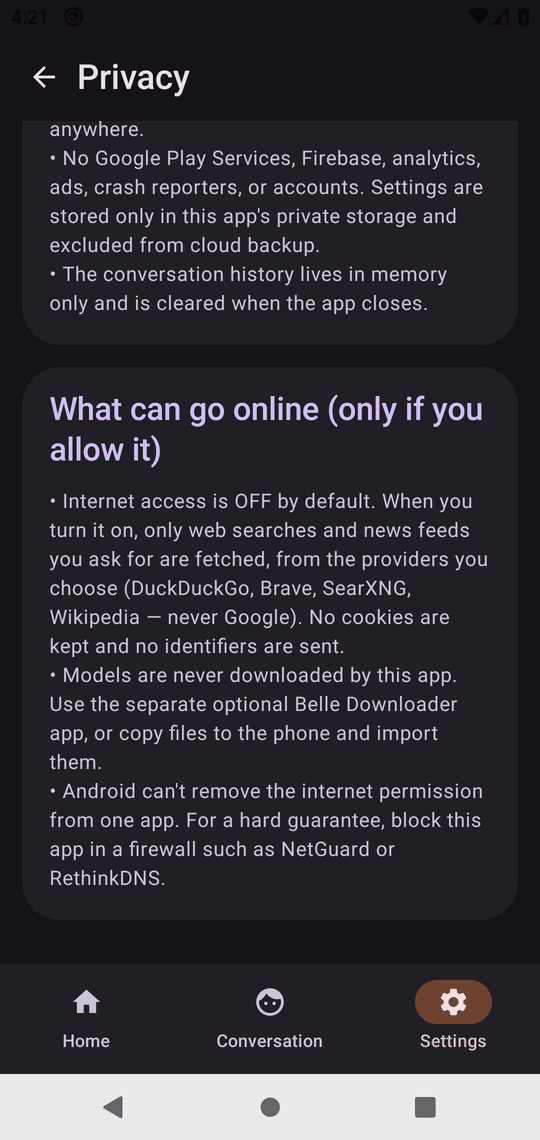 4:21
Privacy
anywhere.
• No Google Play Services, Firebase, analytics,
ads, crash reporters, or accounts. Settings are
stored only in this app's private storage and
excluded from cloud backup.
• The conversation history lives in memory
only and is cleared when the app closes.
What can go online (only if you
allow it)
• Internet access is OFF by default. When you
turn it on, only web searches and news feeds
you ask for are fetched, from the providers you
choose (DuckDuckGo, Brave, SearXNG,
Wikipedia — never Google). No cookies are
kept and no identifiers are sent.
• Models are never downloaded by this app.
Use the separate optional Belle Downloader
app, or copy files to the phone and import
them.
• Android can't remove the internet permission
from one app. For a hard guarantee, block this
app in a firewall such as NetGuard or
RethinkDNS.
Home
Conversation
Settings